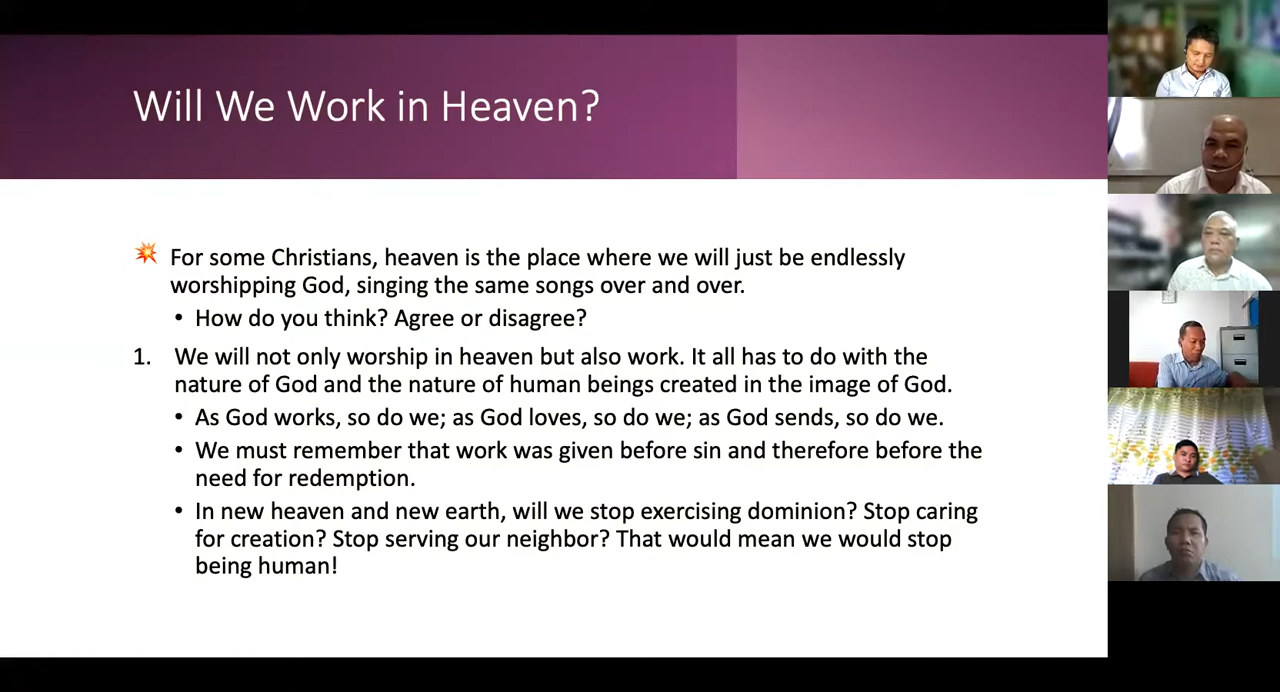 Will We Work in Heaven?
For some Christians, heaven is the place where we will just be endlessly
worshipping God, singing the same songs over and over.
• How do you think? Agree or disagree?
1. We will not only worship in heaven but also work. It all has to do with the
nature of God and the nature of human beings created in the image of God.
• As God works, so do we; as God loves, so do we; as God sends, so do we.
• We must remember that work was given before sin and therefore before the
need for redemption.
• In new heaven and new earth, will we stop exercising dominion? Stop caring
for creation? Stop serving our neighbor? That would mean we would stop
being human!